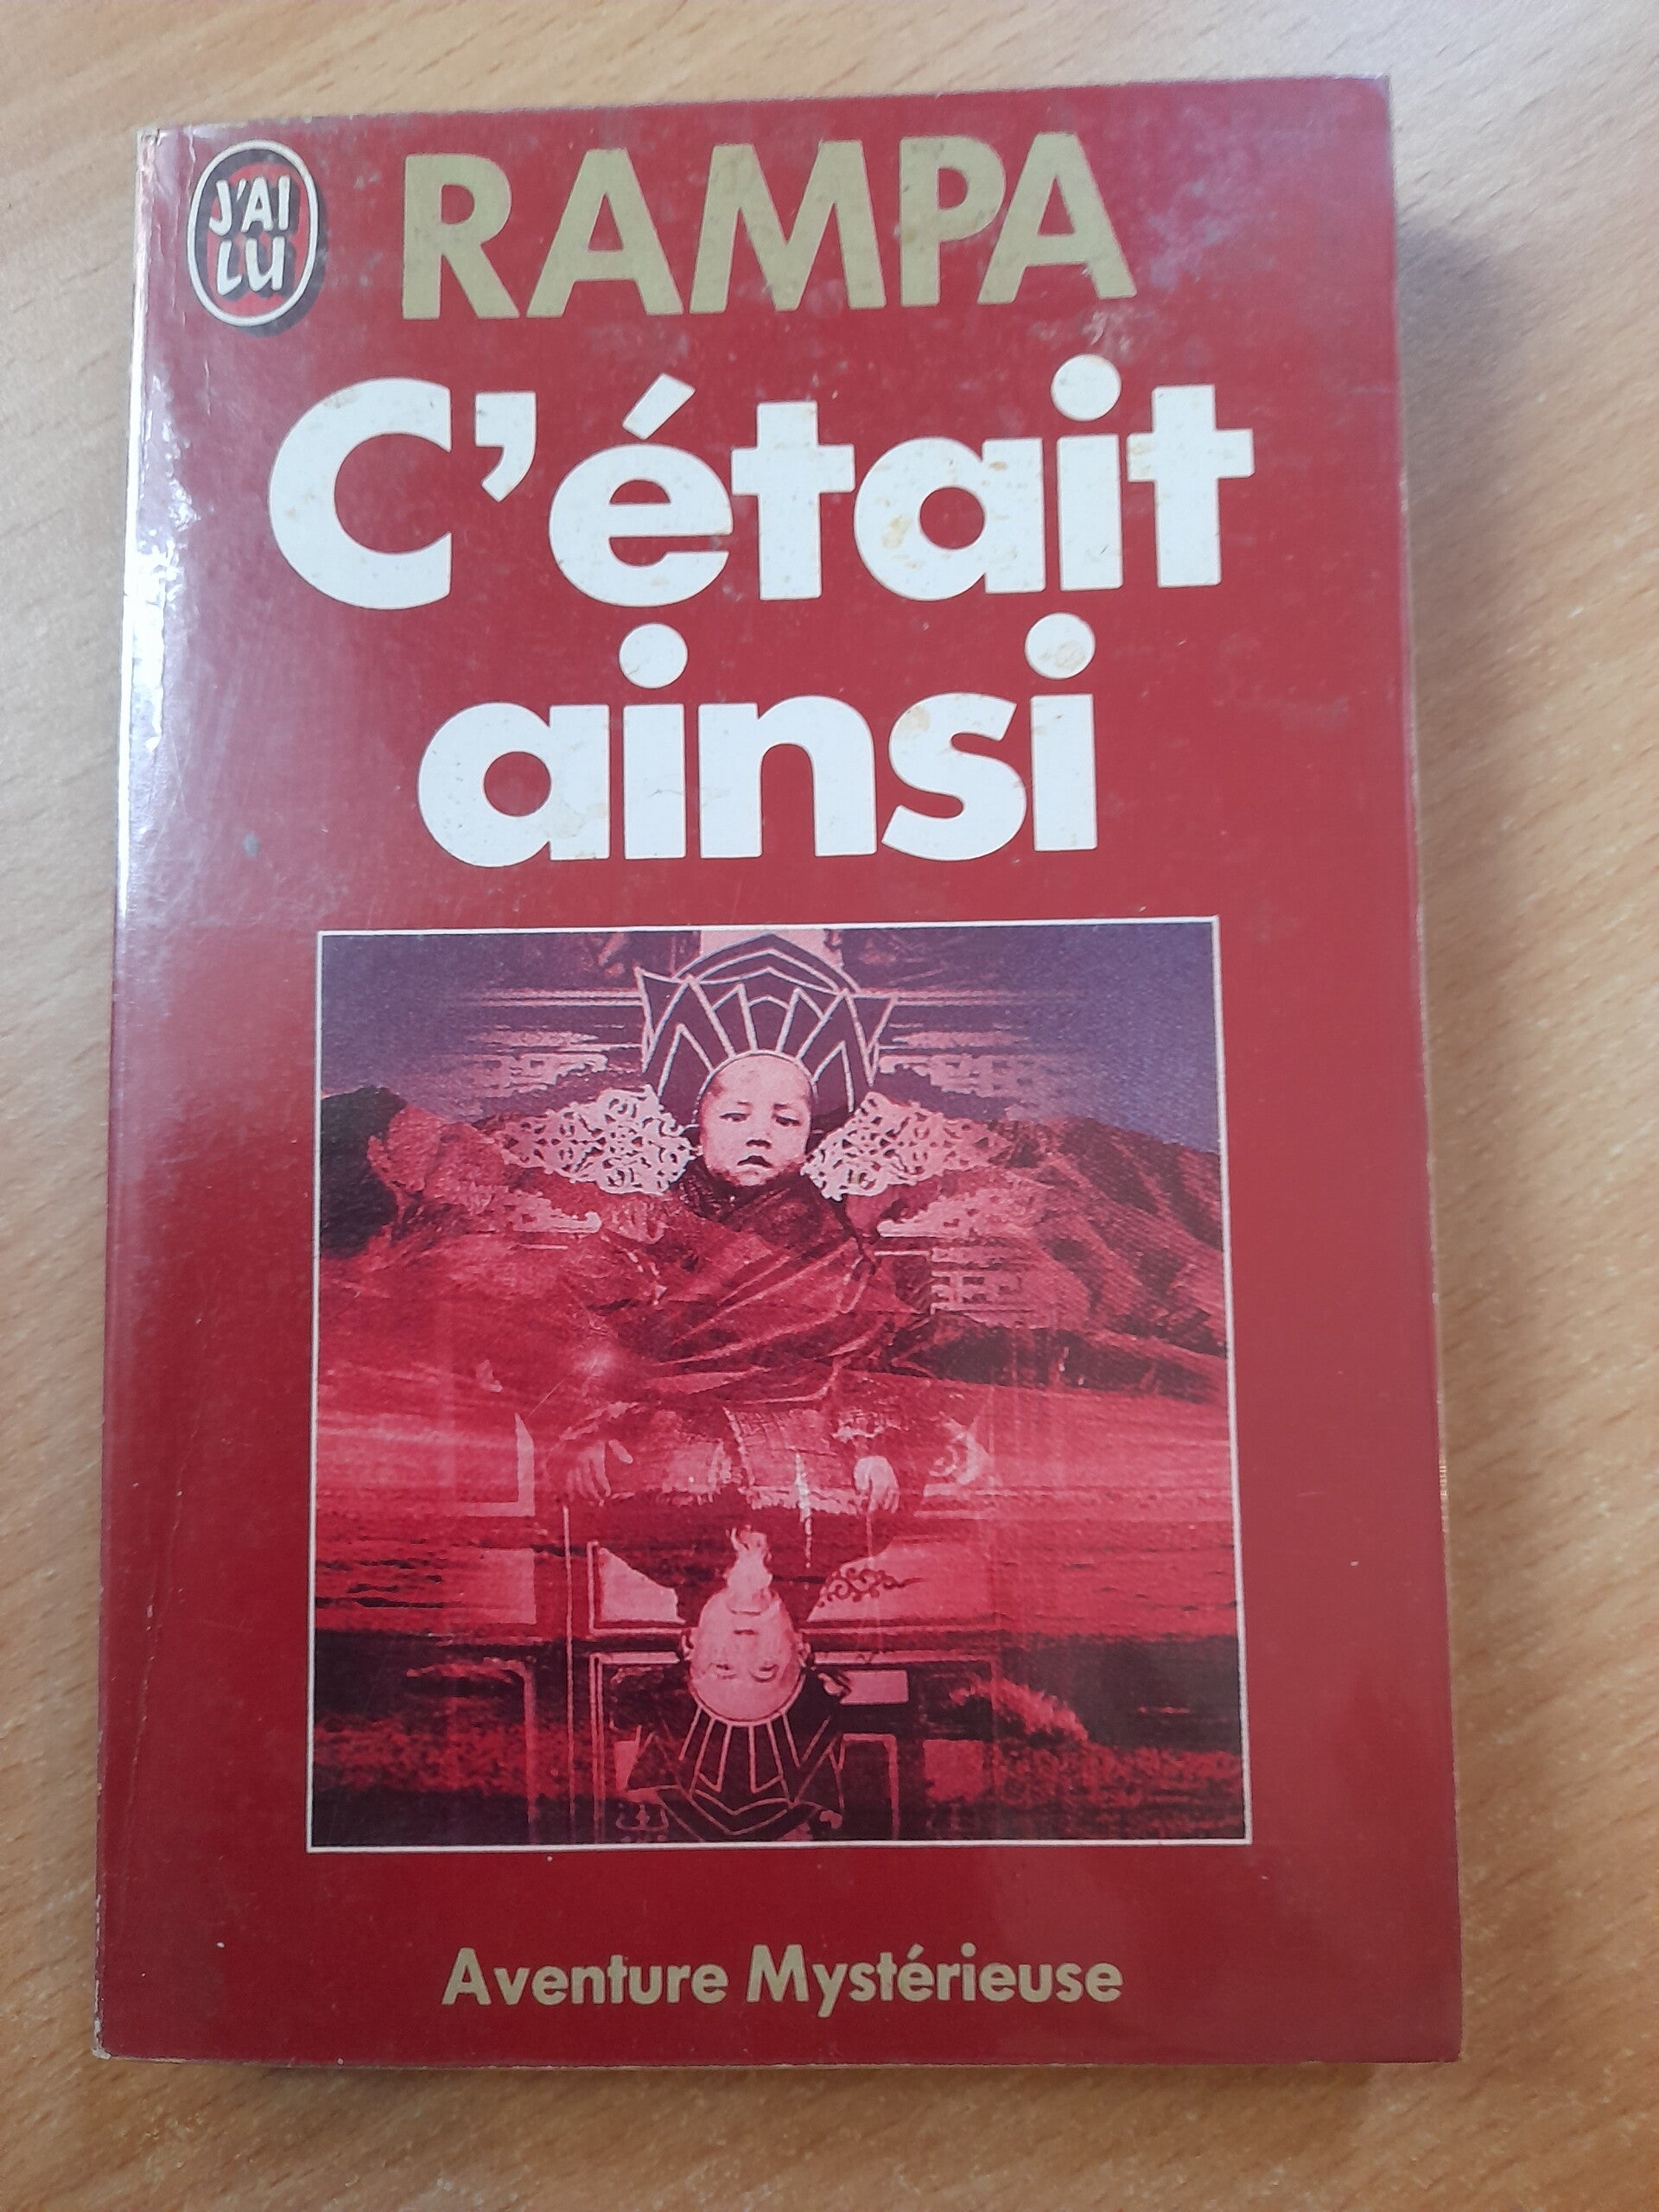 J'AI
LU
RAMPA
C'était
ainsi
Aventure Mystérieuse